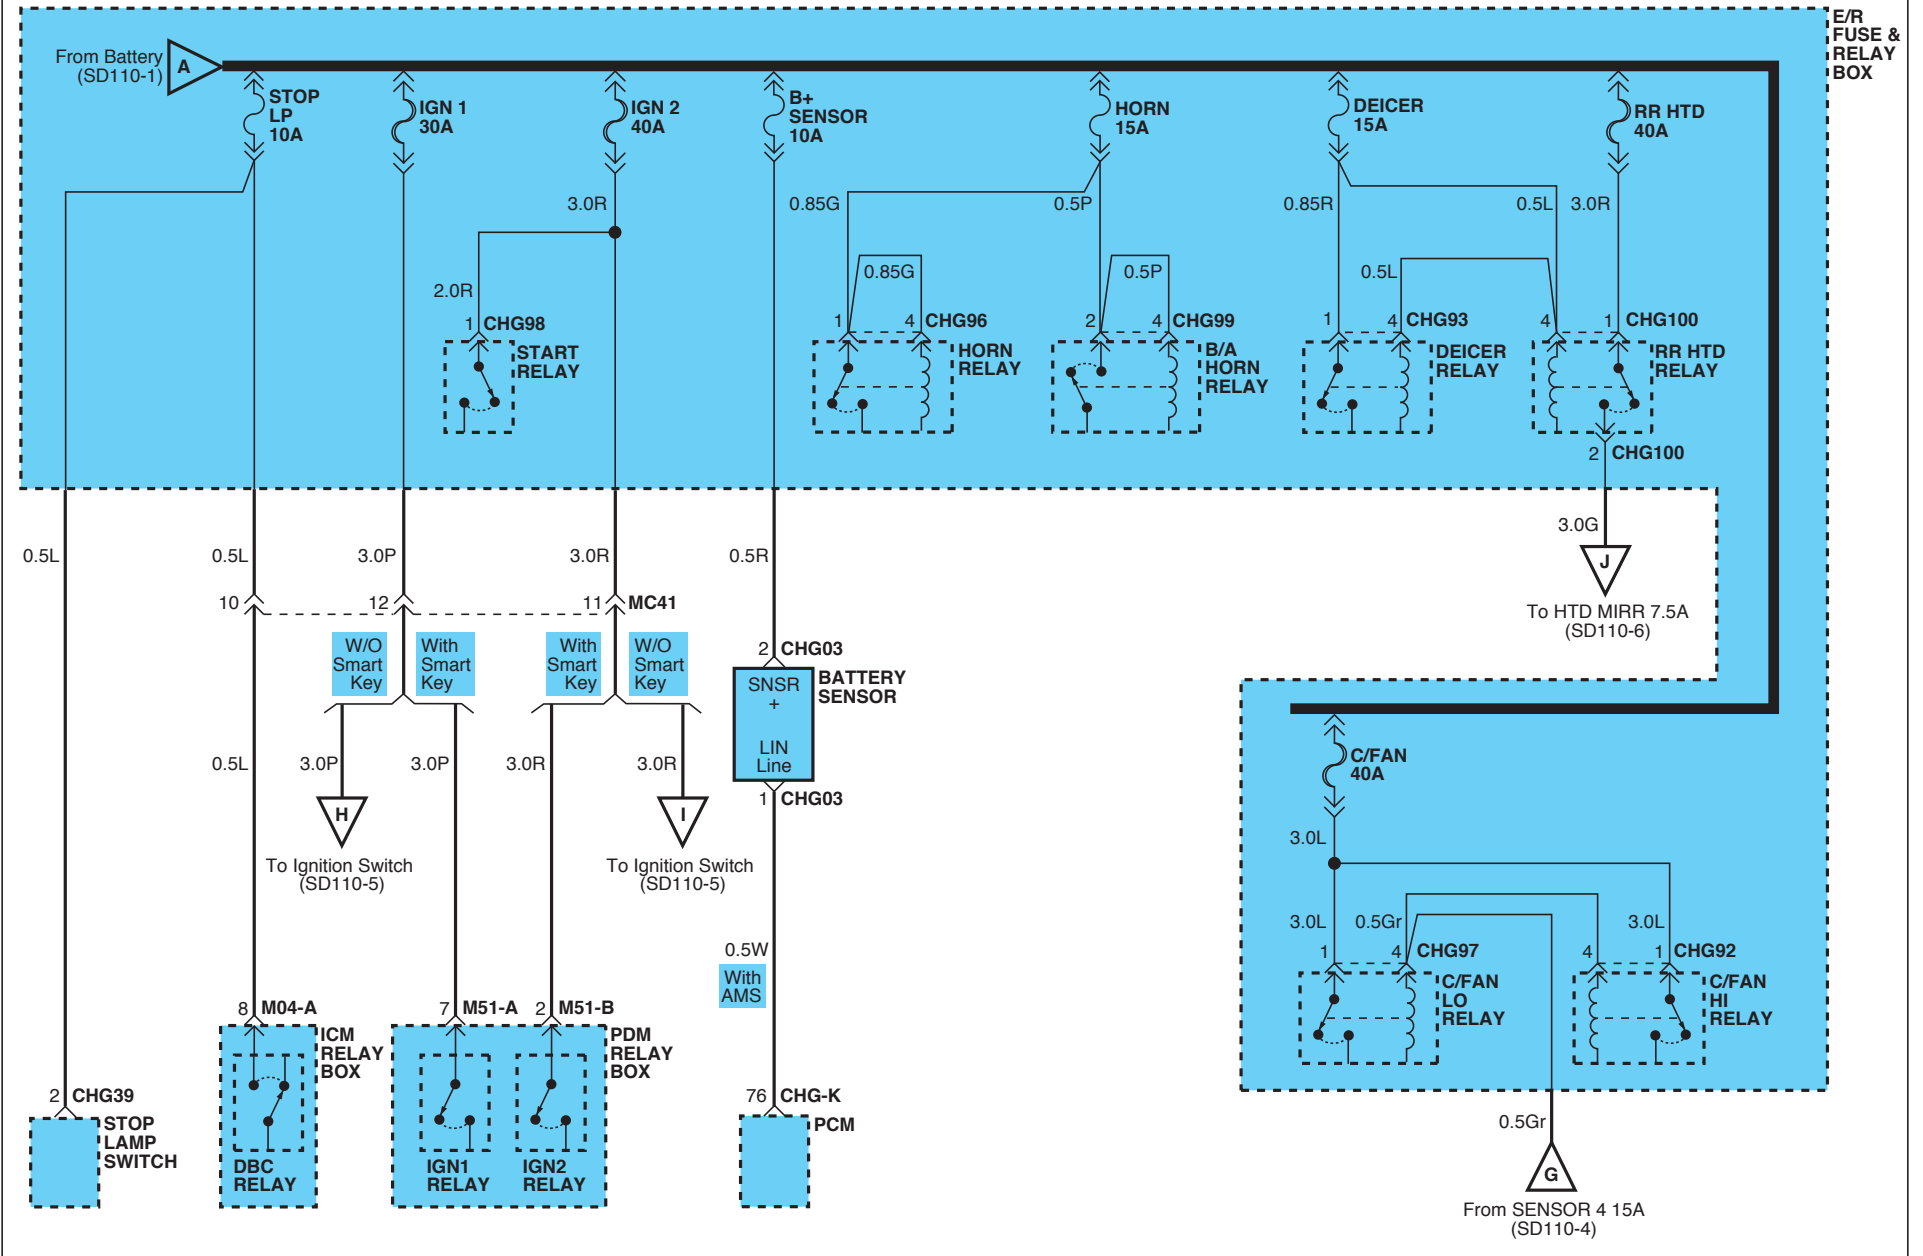 E/R
FUSE &
RELAY
BOX
From Battery
(SD110-1)
A
STOP
LP
10A
IGN 1
30A
IGN 2
40A
B+
SENSOR
10A
HORN
15A
DEICER
15A
RR HTD
40A
3.0R
0.85G
0.5P
0.85R
0.5L
3.0R
2.0R
0.85G
0.5P
0.5L
1 CHG98
START
RELAY
1
4 CHG96
HORN
RELAY
2
4 CHG99
B/A
HORN
RELAY
1
4 CHG93
DEICER
RELAY
4
1 CHG100
RR HTD
RELAY
2 CHG100
0.5L
0.5L
3.0P
3.0R
0.5R
3.0G
J
To HTD MIRR 7.5A
(SD110-6)
10
12
11 MC41
W/O
Smart
Key
With
Smart
Key
With
Smart
Key
W/O
Smart
Key
2 CHG03
BATTERY
SENSOR
SNSR
+
LIN
Line
1 CHG03
0.5L
3.0P
3.0P
3.0R
3.0R
H
To Ignition Switch
(SD110-5)
I
To Ignition Switch
(SD110-5)
C/FAN
40A
3.0L
3.0L
0.5Gr
3.0L
1
4 CHG97
C/FAN
LO
RELAY
4
1 CHG92
C/FAN
HI
RELAY
0.5W
With
AMS
8 M04-A
ICM
RELAY
BOX
DBC
RELAY
7 M51-A
2 M51-B
PDM
RELAY
BOX
IGN1
RELAY
IGN2
RELAY
2 CHG39
STOP
LAMP
SWITCH
76 CHG-K
PCM
0.5Gr
G
From SENSOR 4 15A
(SD110-4)